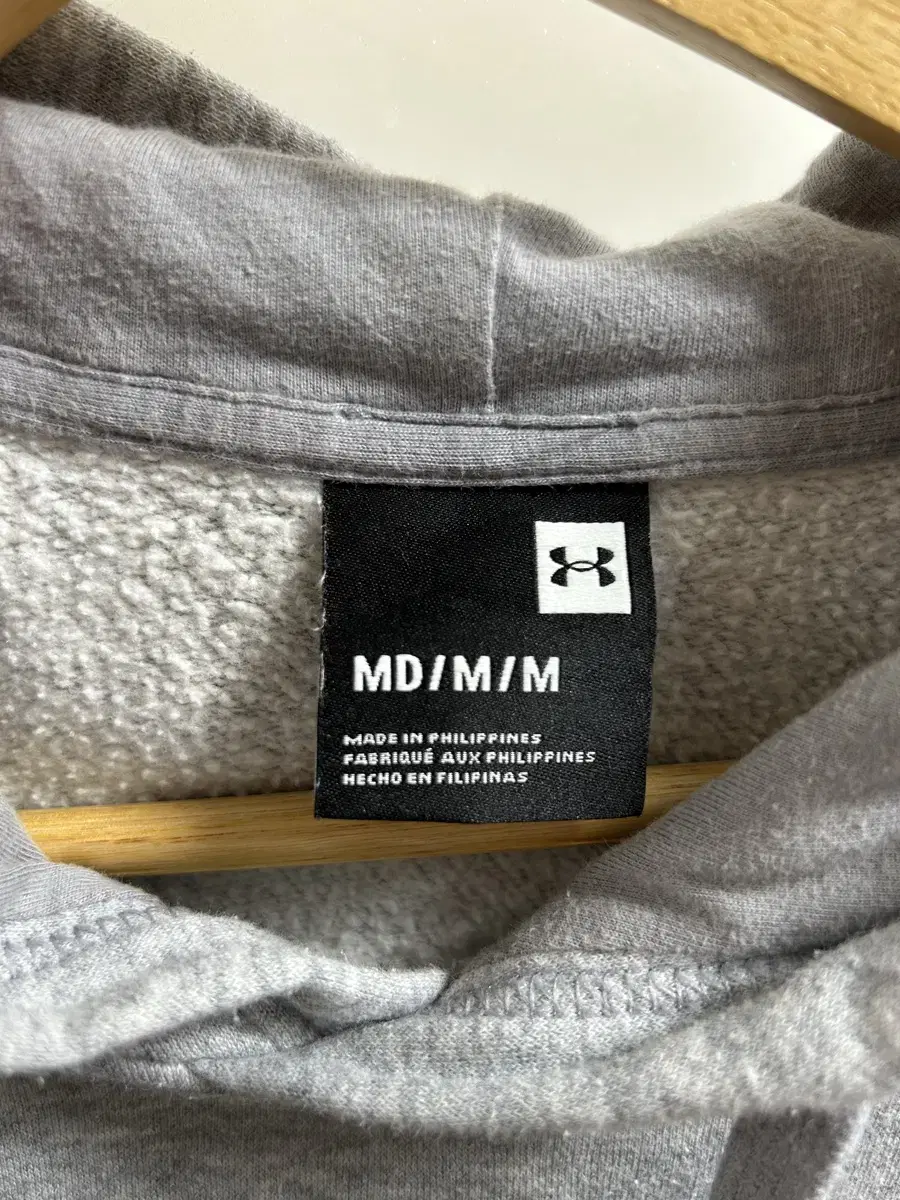 MD/M/M
MADE IN PHILIPPINES
FABRIQUÉ AUX PHILIPPINES
HECHO EN FILIPINAS